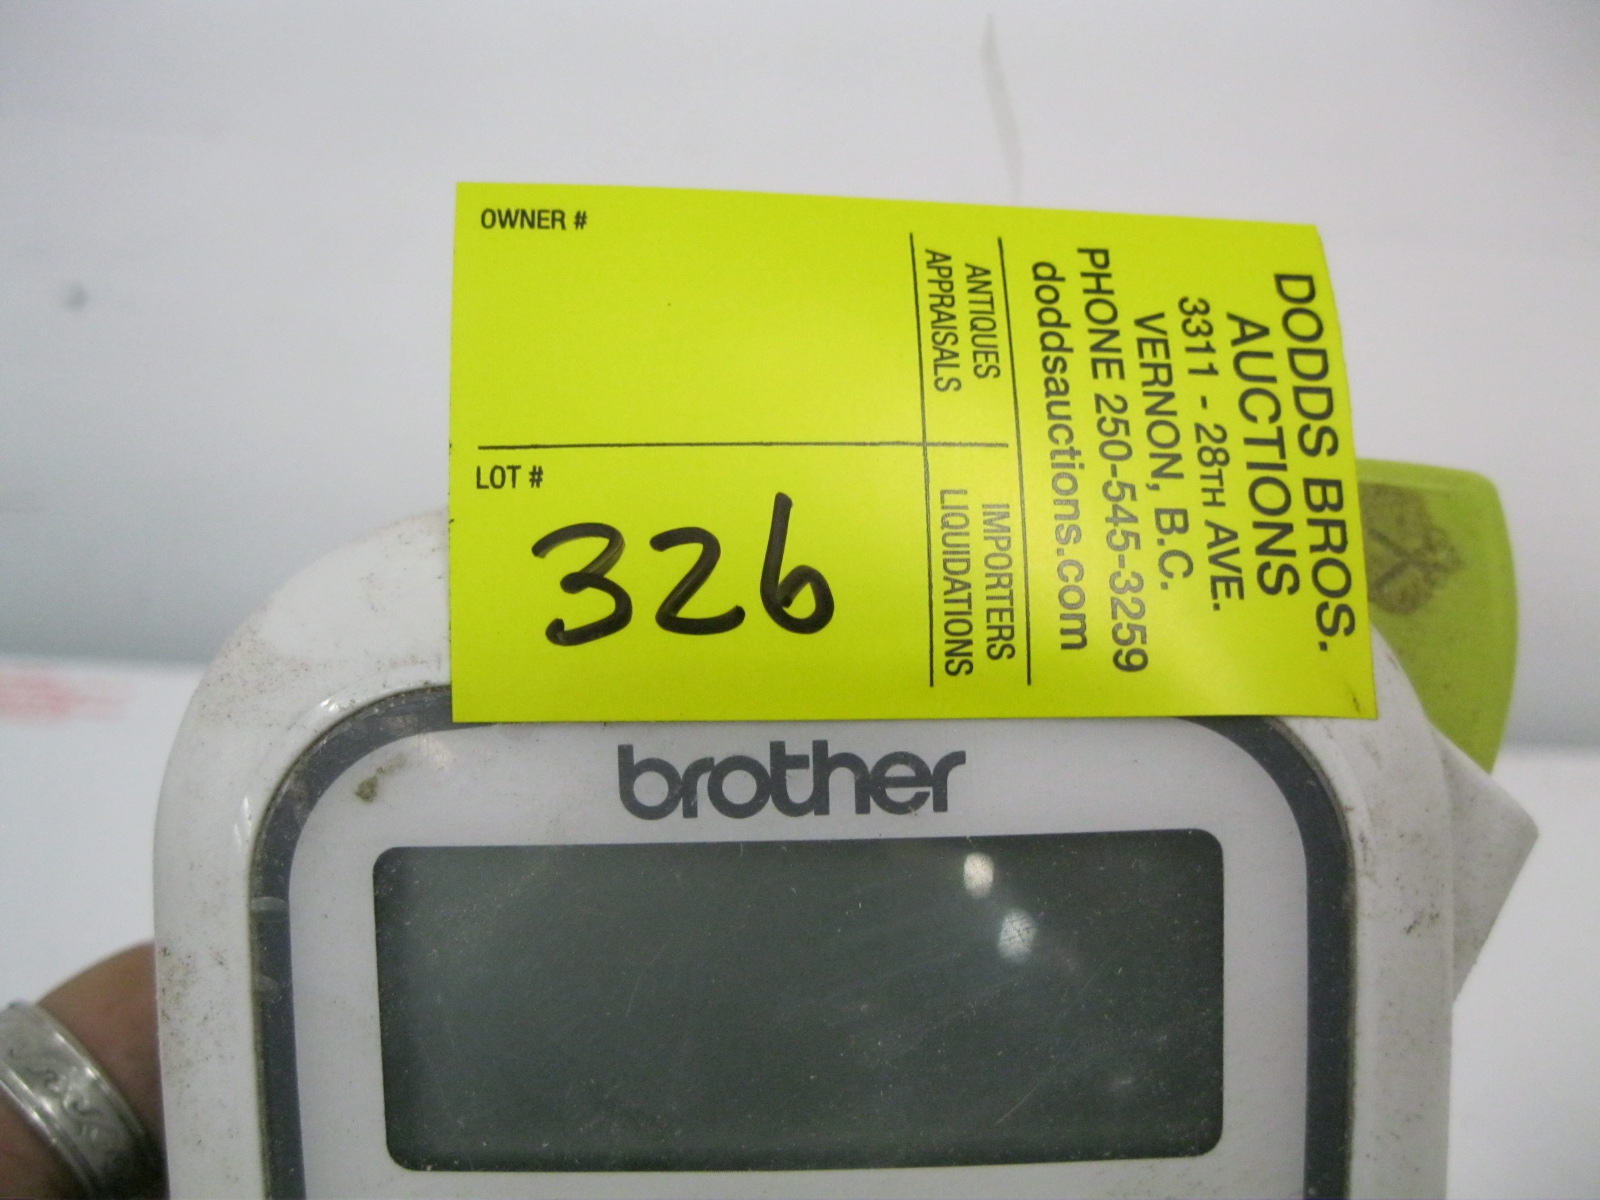 OWNER #
LOT #
326
DODDS BROS.
AUCTIONS
3311 - 28TH AVE.
VERNON, B.C.
PHONE 250-545-3259
doddsauctions.com
ANTIQUES
APPRAISALS
IMPORTERS
LIQUIDATIONS
brother